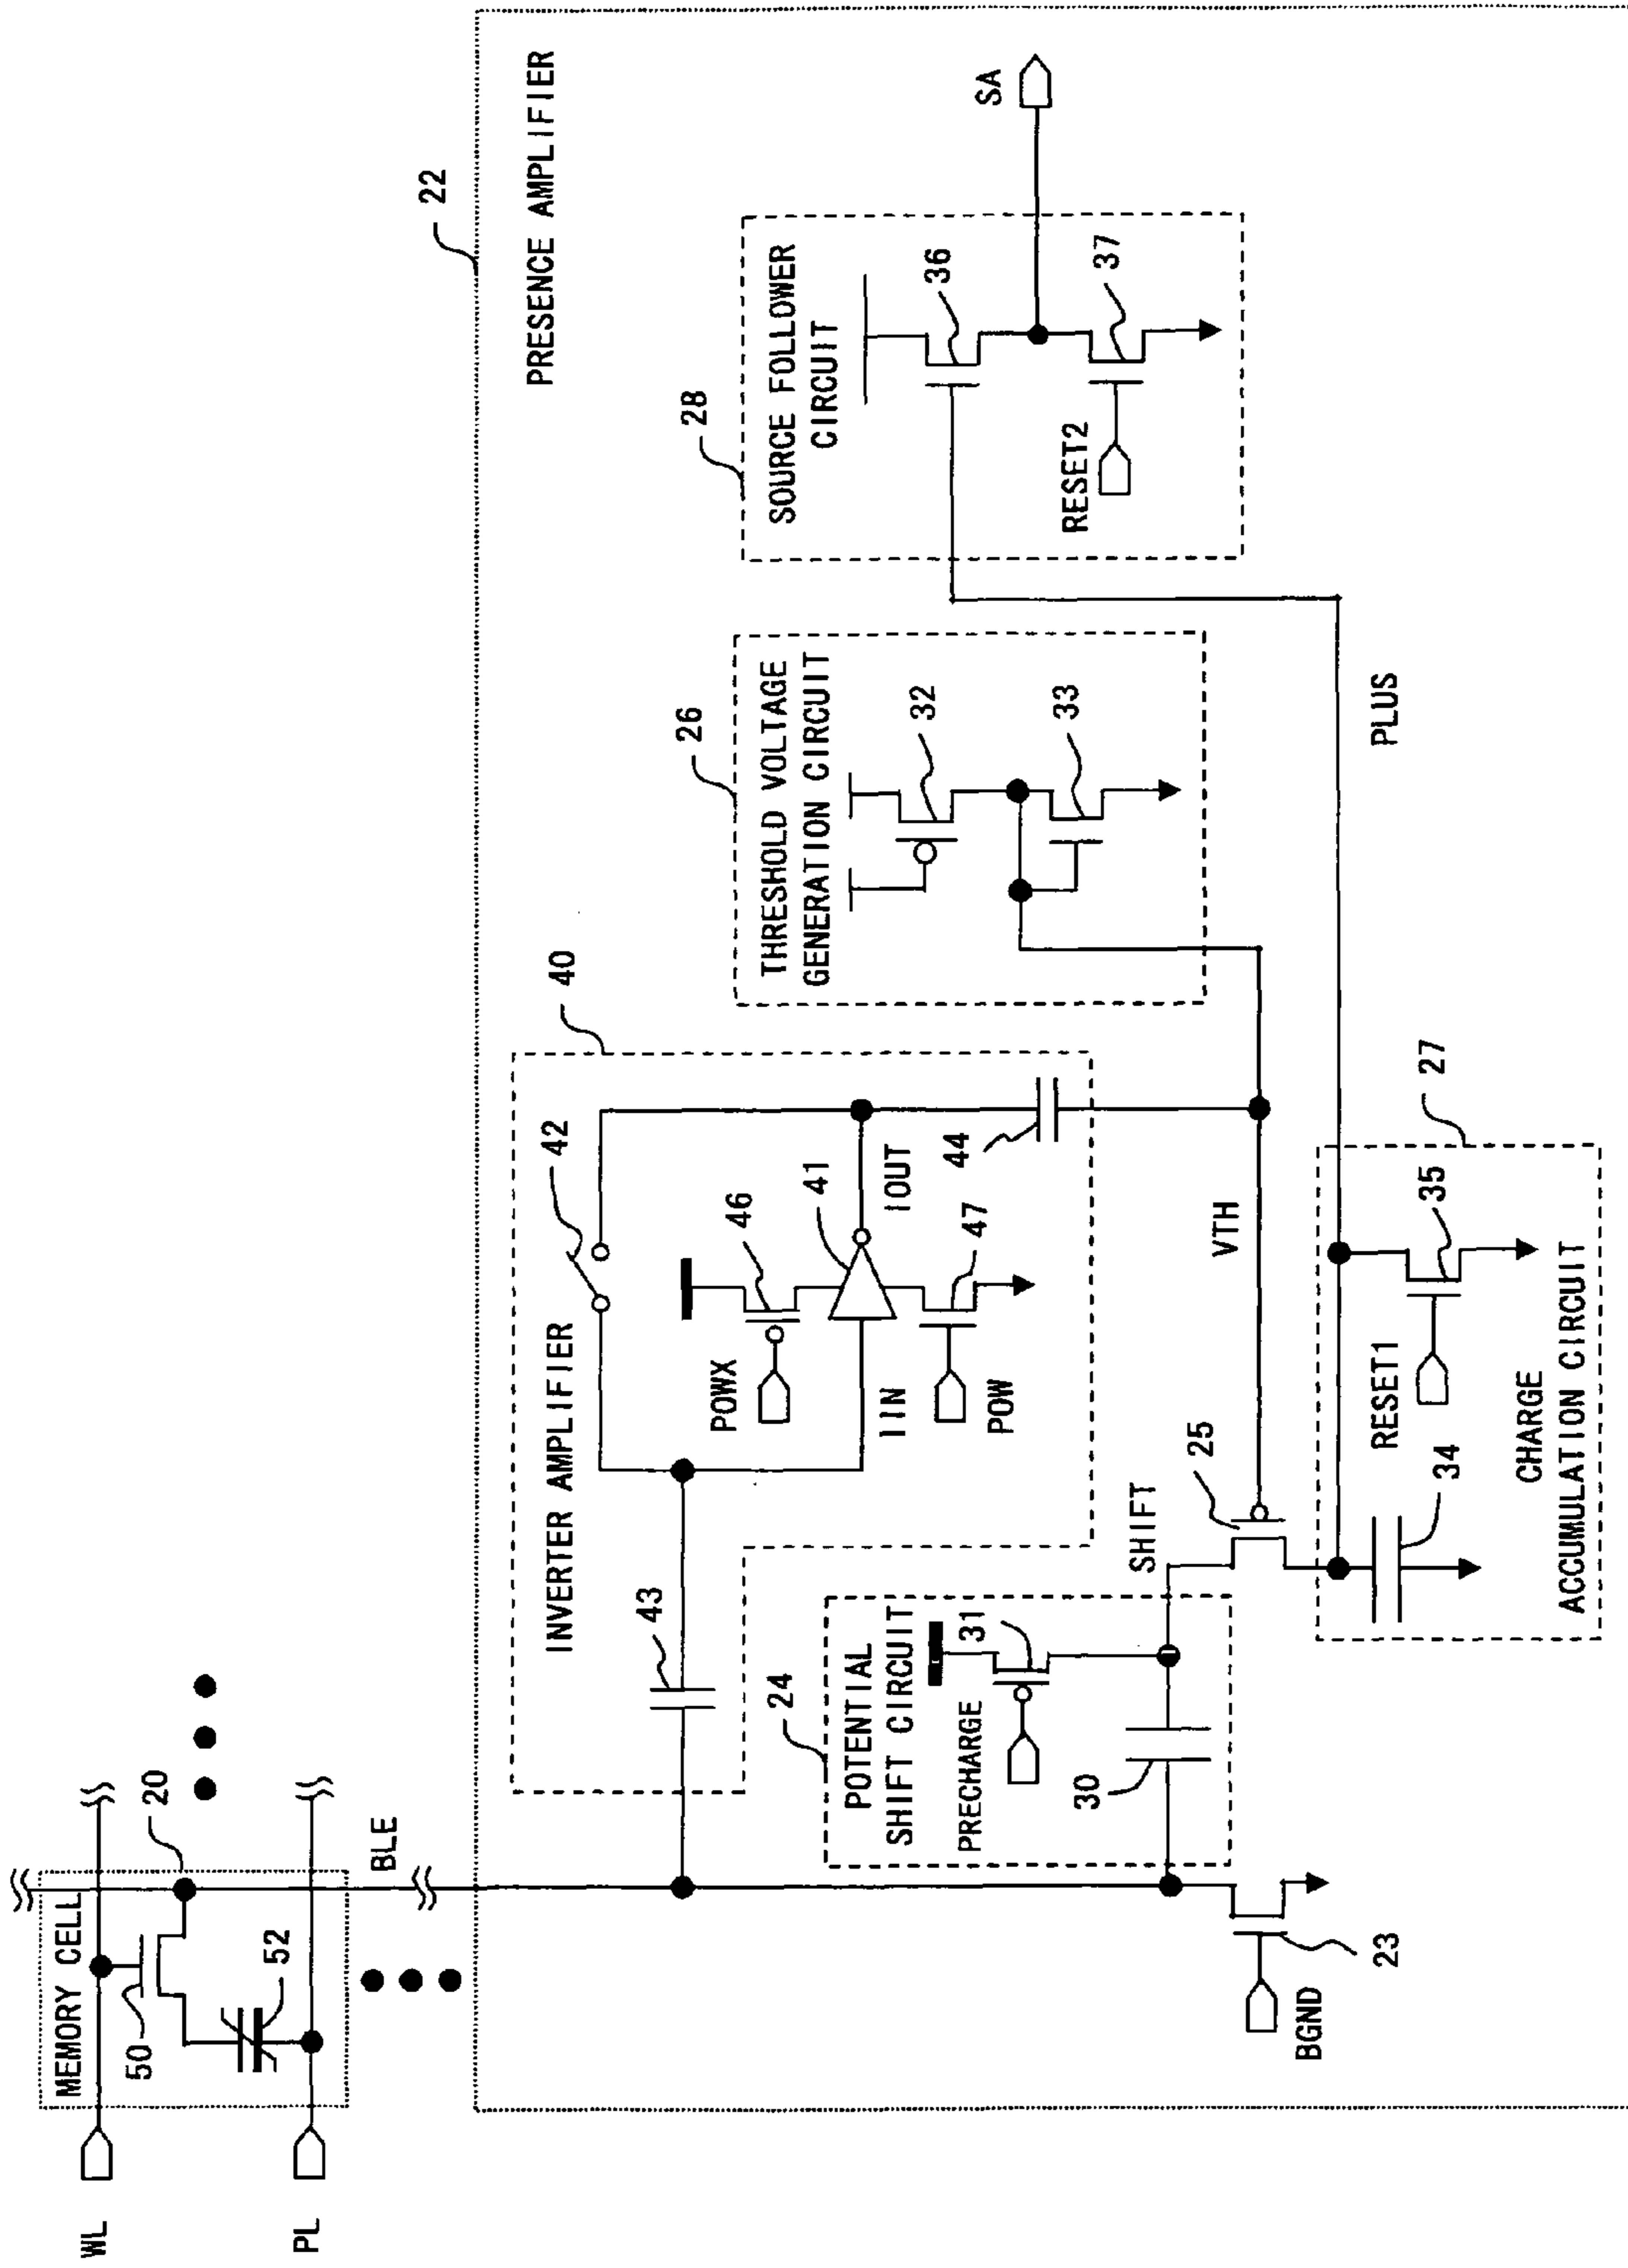 WL
PL
MEMORY CELL
50
52
20
BLE
22
PRESENCE AMPLIFIER
INVERTER AMPLIFIER
40
42
43
46
41
47
44
POWX
IIN
POW
IOUT
24
POTENTIAL
SHIFT CIRCUIT
PRECHARGE
31
30
SHIFT
25
VTH
BGND
23
26
THRESHOLD VOLTAGE
GENERATION CIRCUIT
32
33
28
SOURCE FOLLOWER
CIRCUIT
36
37
RESET2
SA
PLUS
27
RESET1
35
34
CHARGE
ACCUMULATION CIRCUIT